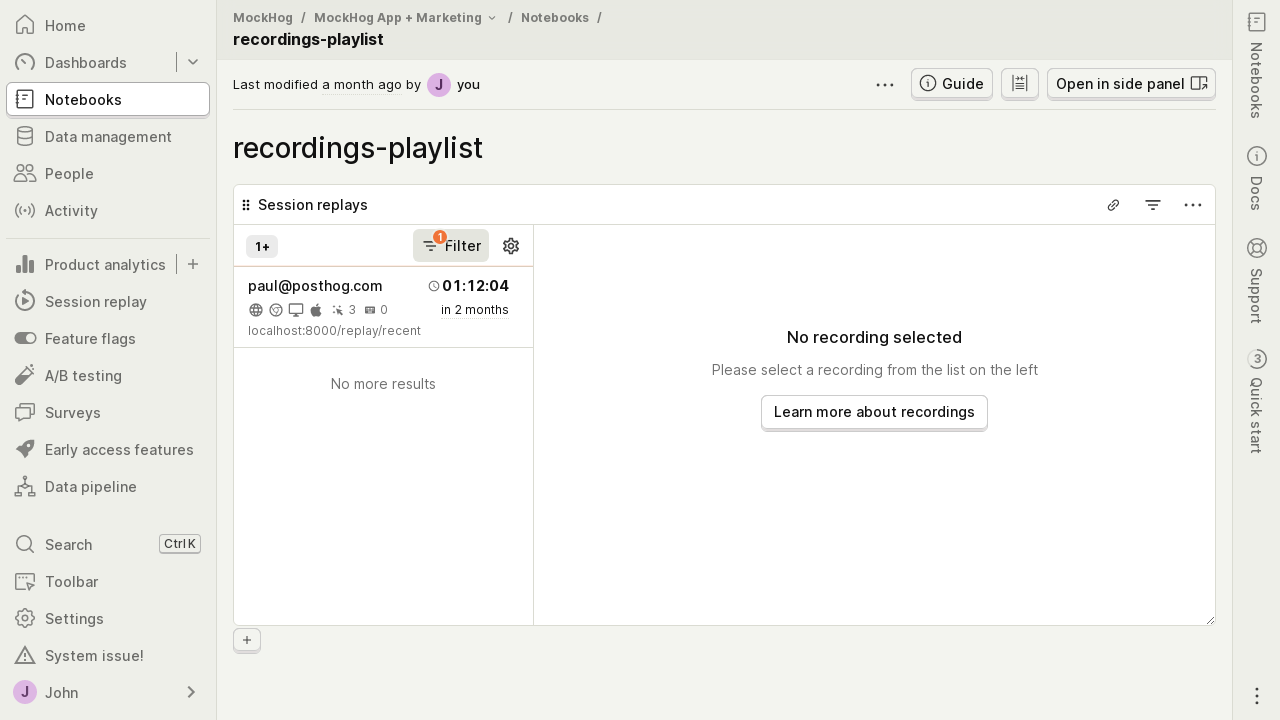 Home
Dashboards
Notebooks
Data management
People
Activity
Product analytics
Session replay
Feature flags
A/B testing
Surveys
Early access features
Data pipeline
Search Ctrl K
Toolbar
Settings
System issue!
J John
MockHog / MockHog App + Marketing / Notebooks /
recordings-playlist
Last modified a month ago by J you
Guide
Open in side panel
recordings-playlist
Session replays
1+
1 Filter
paul@posthog.com 01:12:04
3 0 in 2 months
localhost:8000/replay/recent
No more results
No recording selected
Please select a recording from the list on the left
Learn more about recordings
Notebooks
Docs
Support
3 Quick start